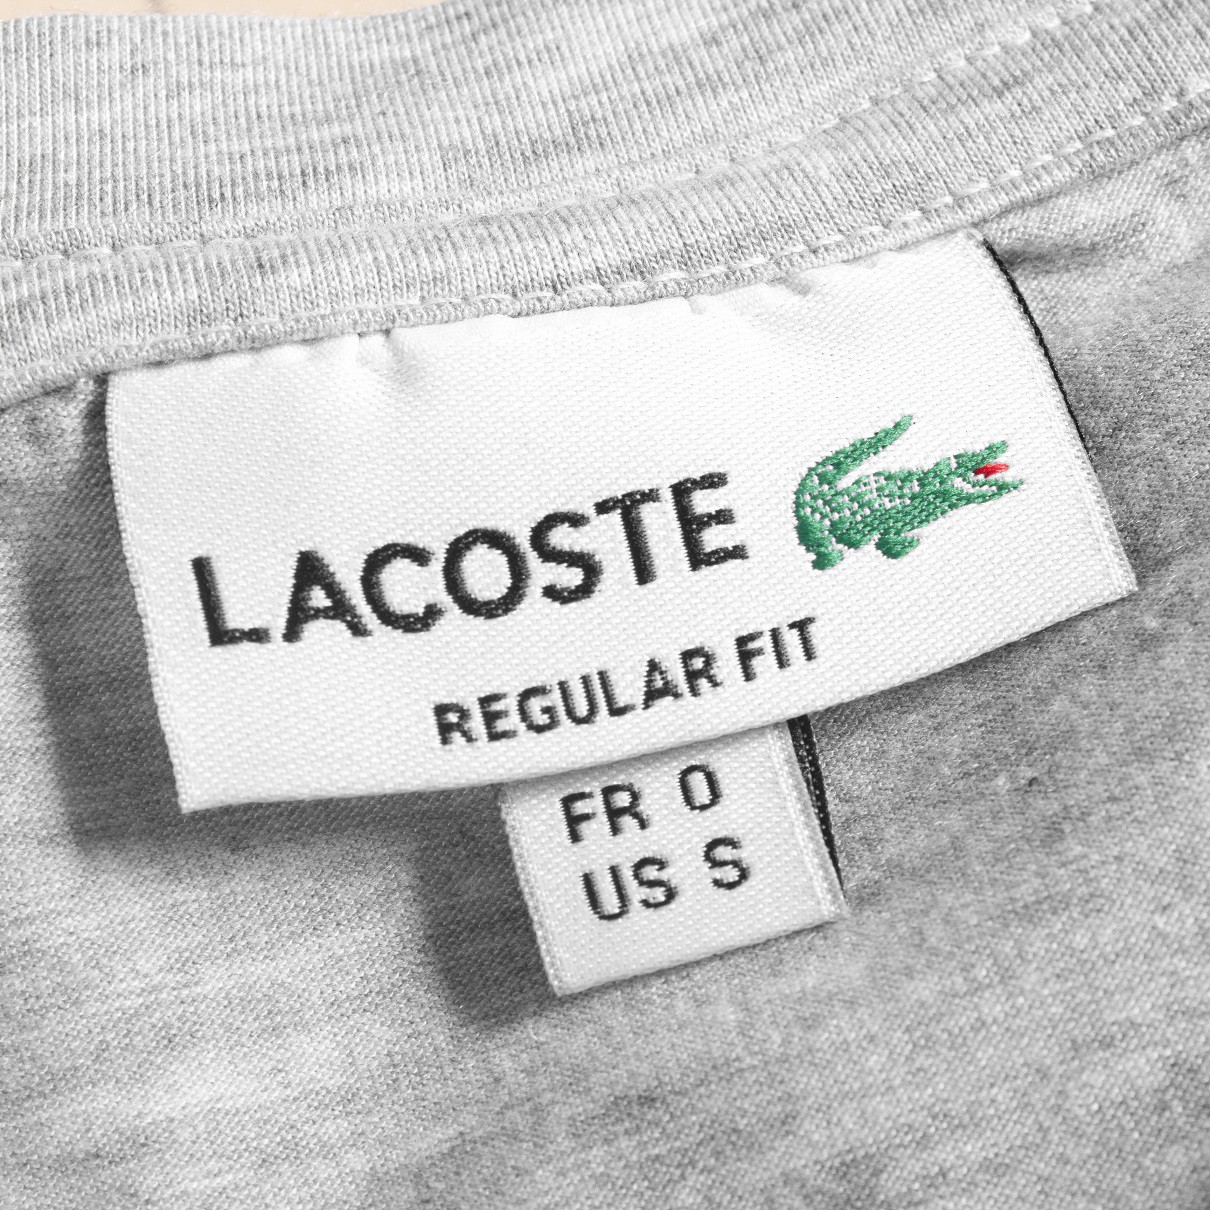 LACOSTE
REGULAR FIT
FR 0
US S